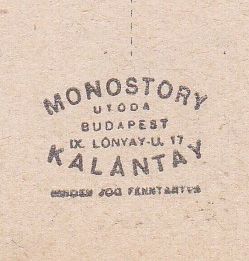 MONOSTORY
UTODA
BUDAPEST
IX. LÓNYAY-U. 17
KALANTAY
MINDEN JOG FENNTARTVA